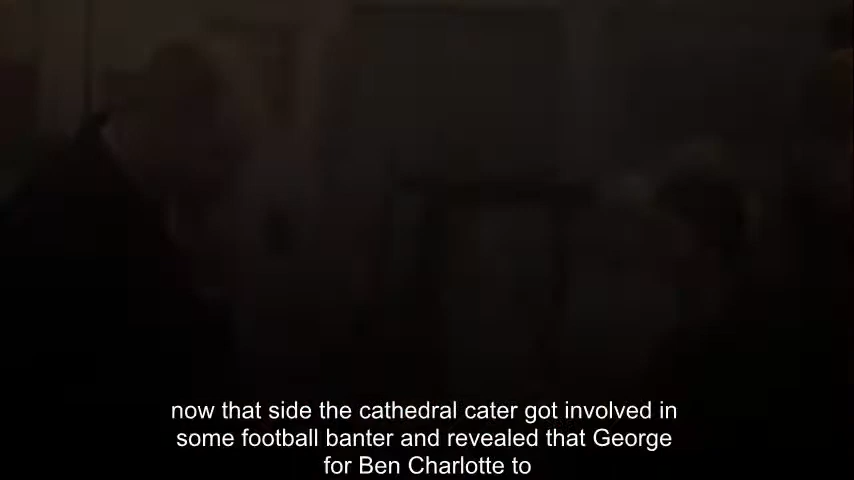 now that side the cathedral cater got involved in
some football banter and revealed that George
for Ben Charlotte to